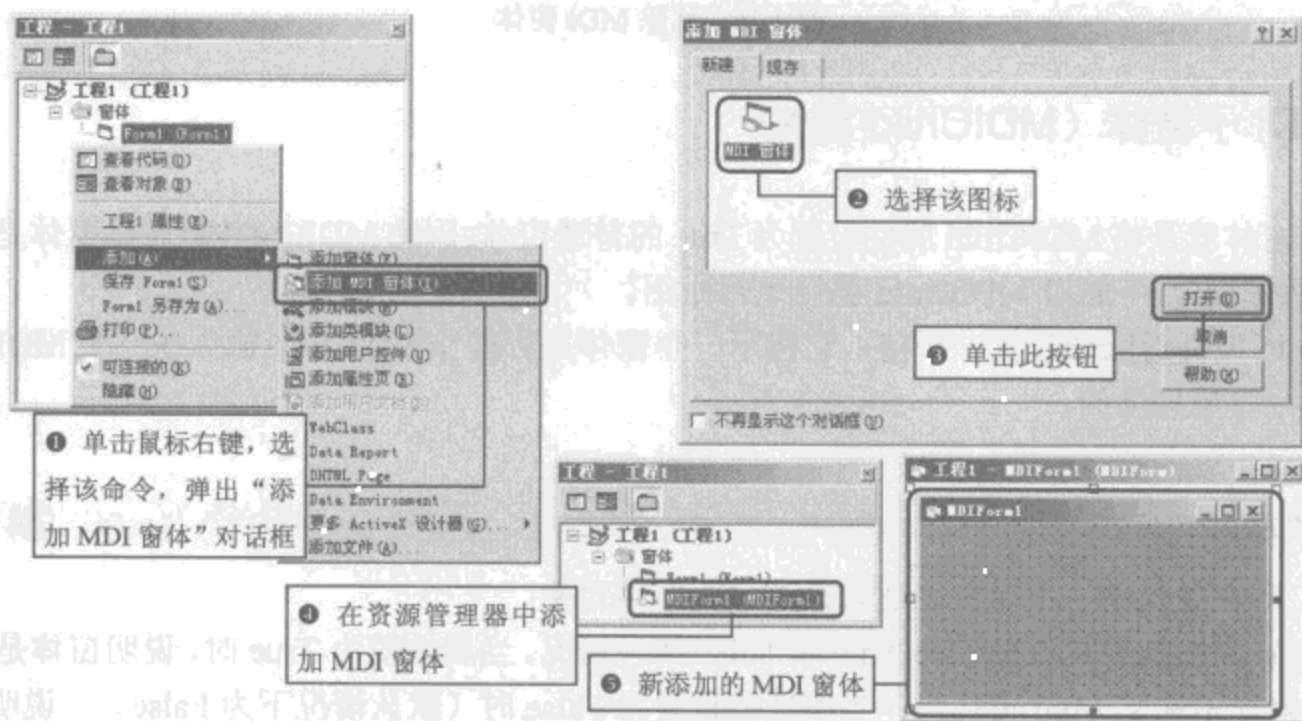 工程 - 工程1
工程1 (工程1)
窗体
Form1 (Form1)
查看代码(O)
查看对象(B)
工程1 属性(E)...
添加(A)
保存 Form1(S)
Form1 另存为(A)...
打印(P)...
可连接的(K)
隐藏(H)
添加窗体(F)
添加 MDI 窗体(I)
添加模块(M)
添加类模块(C)
添加用户控件(U)
添加属性页(R)
添加用户文档(D)
WebClass
Data Report
DHTML Page
Data Environment
更多 ActiveX 设计器(G)...
添加文件(A)...
❶ 单击鼠标右键，选
择该命令，弹出“添
加 MDI 窗体”对话框
添加 MDI 窗体
新建
现存
MDI 窗体
❷ 选择该图标
打开(O)
取消
帮助(H)
❸ 单击此按钮
不再显示这个对话框(D)
工程 - 工程1
工程1 (工程1)
窗体
Form1 (Form1)
MDIForm1 (MDIForm1)
❹ 在资源管理器中添
加 MDI 窗体
工程1 - MDIForm1 (MDIForm)
MDIForm1
❺ 新添加的 MDI 窗体